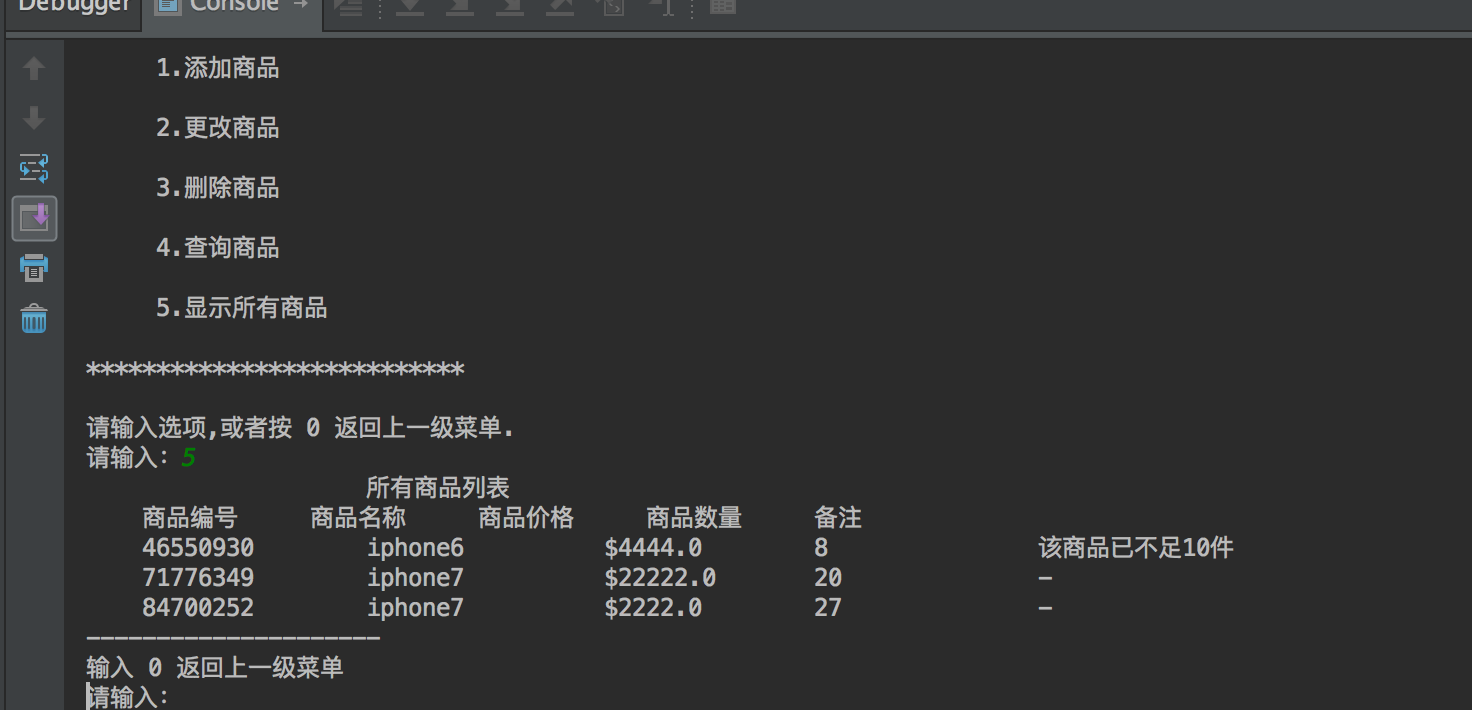 Debugger Console
1.添加商品
2.更改商品
3.删除商品
4.查询商品
5.显示所有商品
***************************
请输入选项,或者按 0 返回上一级菜单.
请输入：5
所有商品列表
商品编号 商品名称 商品价格 商品数量 备注
46550930 iphone6 $4444.0 8 该商品已不足10件
71776349 iphone7 $22222.0 20 –
84700252 iphone7 $2222.0 27 –
---------------------
输入 0 返回上一级菜单
请输入：